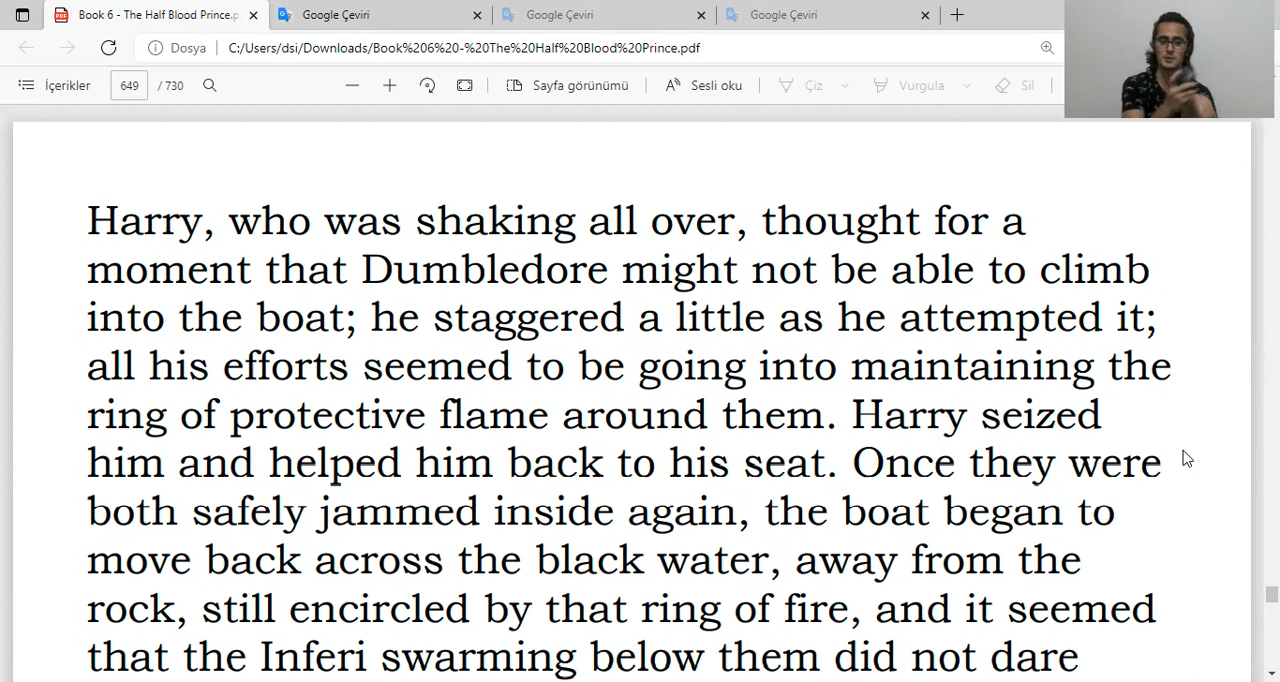 Book 6 - The Half Blood Prince.p
Google Çeviri
Google Çeviri
Google Çeviri
Dosya
C:/Users/dsi/Downloads/Book%206%20-%20The%20Half%20Blood%20Prince.pdf
İçerikler 649 / 730 Sayfa görünümü Sesli oku Çiz Vurgula Sil
Harry, who was shaking all over, thought for a
moment that Dumbledore might not be able to climb
into the boat; he staggered a little as he attempted it;
all his efforts seemed to be going into maintaining the
ring of protective flame around them. Harry seized
him and helped him back to his seat. Once they were
both safely jammed inside again, the boat began to
move back across the black water, away from the
rock, still encircled by that ring of fire, and it seemed
that the Inferi swarming below them did not dare